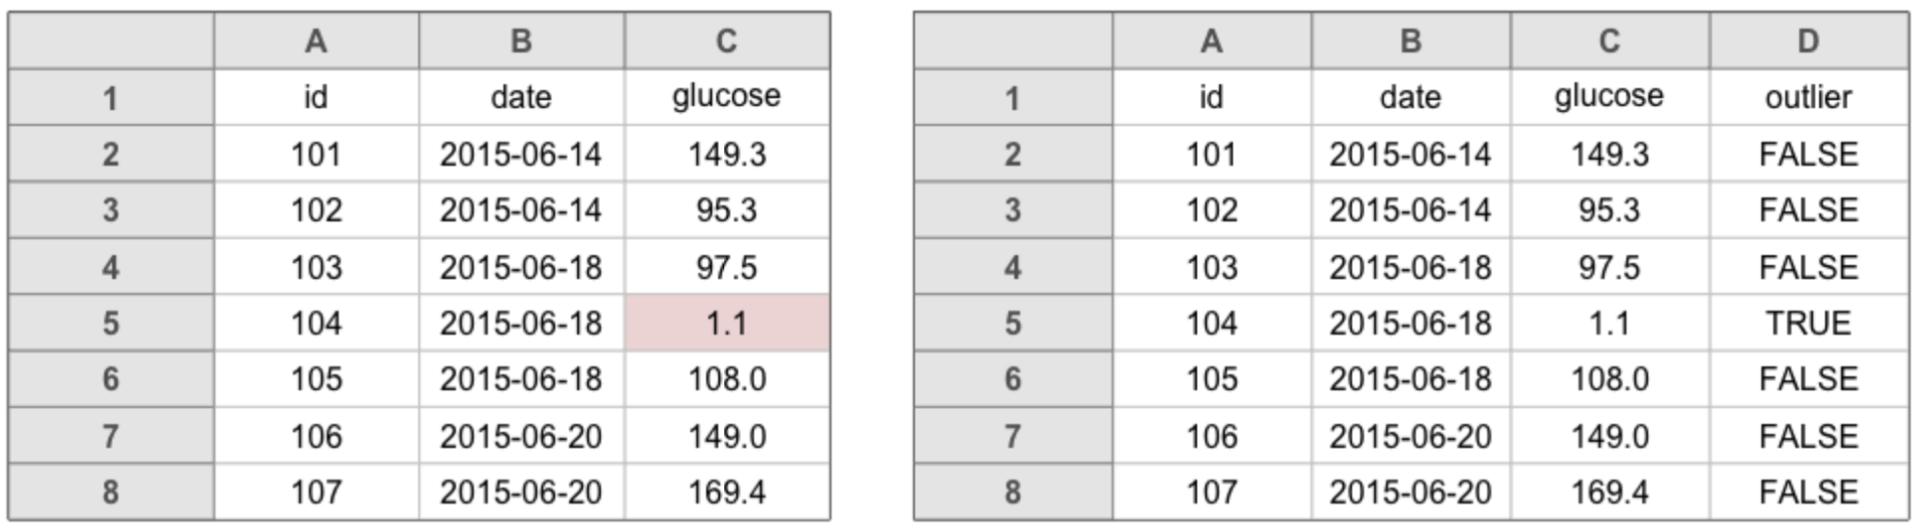 A B C
1 id date glucose
2 101 2015-06-14 149.3
3 102 2015-06-14 95.3
4 103 2015-06-18 97.5
5 104 2015-06-18 1.1
6 105 2015-06-18 108.0
7 106 2015-06-20 149.0
8 107 2015-06-20 169.4
A B C D
1 id date glucose outlier
2 101 2015-06-14 149.3 FALSE
3 102 2015-06-14 95.3 FALSE
4 103 2015-06-18 97.5 FALSE
5 104 2015-06-18 1.1 TRUE
6 105 2015-06-18 108.0 FALSE
7 106 2015-06-20 149.0 FALSE
8 107 2015-06-20 169.4 FALSE